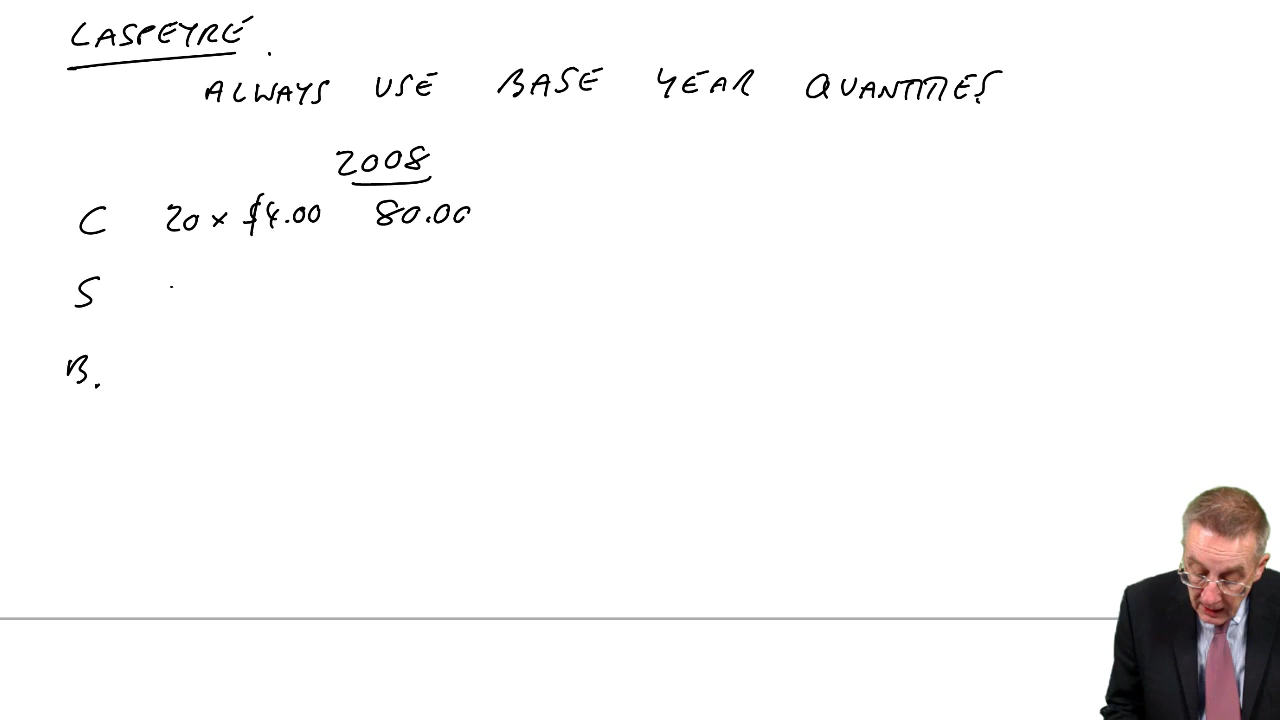 LASPEYRE.
ALWAYS USE BASE YEAR QUANTITIES
2008
C 20 × $4.00 80.00
S
B.